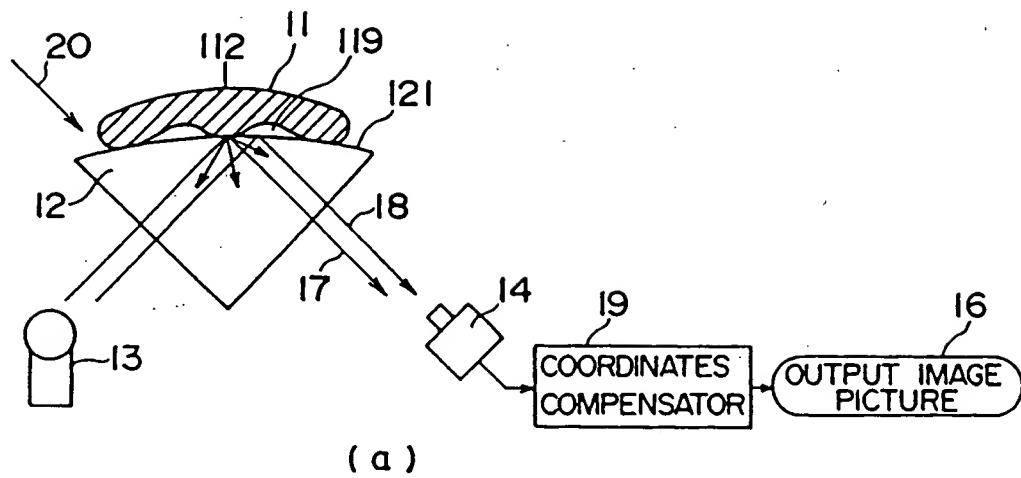 20
112
11
119
121
12
18
17
14
13
19
16
COORDINATES
COMPENSATOR
OUTPUT IMAGE
PICTURE
(a)